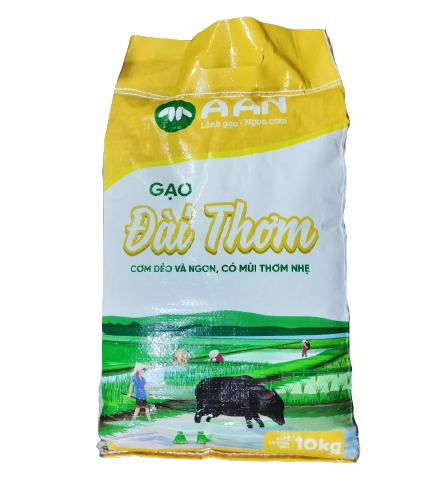 A AN
Lành gạo - Ngon cơm
GẠO
Đài Thơm
CƠM DẺO VÀ NGON, CÓ MÙI THƠM NHẸ
10kg